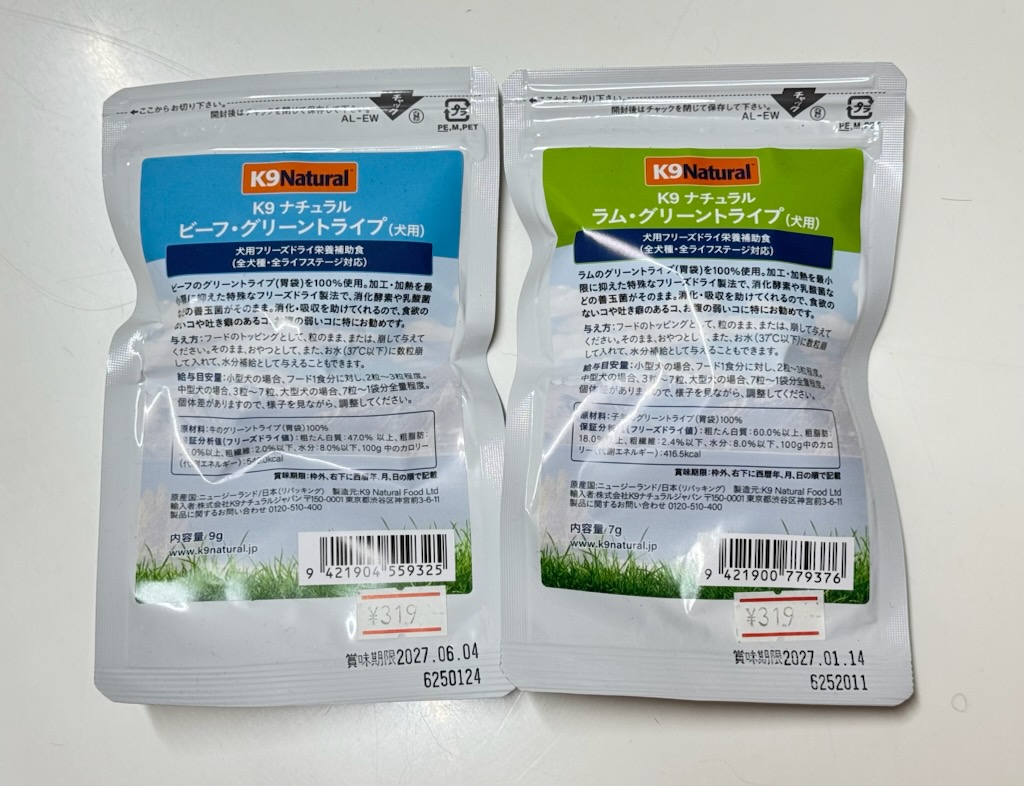 ←ここからお切り下さい。
開封後はチャックを閉じて保存して下さい。
チャック
AL-EW
プラ
PE,M,PET
K9Natural™
K9 ナチュラル
ビーフ・グリーントライプ(犬用)
犬用フリーズドライ栄養補助食
(全犬種・全ライフステージ対応)
ビーフのグリーントライプ(胃袋)を100%使用。加工・加熱を最
小限に抑えた特殊なフリーズドライ製法で、消化酵素や乳酸菌
などの善玉菌がそのまま。消化・吸収を助けてくれるので、食欲の
ないコや吐き癖のあるコ、お腹の弱いコに特にお勧めです。
与え方:フードのトッピングとして、粒のまま、または、崩して与えて
ください。そのまま、おやつとして、また、お水(37℃以下)に数粒崩
して入れて、水分補給として与えることもできます。
給与目安量:小型犬の場合、フード1食分に対し、2粒〜3粒程度。
中型犬の場合、3粒〜7粒、大型犬の場合、7粒〜1袋分全量程度。
個体差がありますので、様子を見ながら、調整してください。
原材料:牛のグリーントライプ(胃袋)100%
保証分析値(フリーズドライ値):粗たん白質:47.0%以上、粗脂肪:
.0%以上、粗繊維:2.0%以下、水分:8.0%以下、100g中のカロリー
(代謝エネルギー):
賞味期限:枠外、右下に西暦年、月、日の順で記載
原産国:ニュージーランド/日本(リパッキング) 製造元:K9 Natural Food Ltd
輸入者:株式会社K9ナチュラルジャパン 〒150-0001 東京都渋谷区神宮前3-6-11
製品に関するお問い合わせ 0120-510-400
内容量/9g
www.k9natural.jp
9 421904 559325
¥319
賞味期限2027.06.04
6250124
←ここからお切り下さい。
開封後はチャックを閉じて保存して下さい。
チャック
AL-EW
プラ
PE,M,PET
K9Natural™
K9 ナチュラル
ラム・グリーントライプ(犬用)
犬用フリーズドライ栄養補助食
(全犬種・全ライフステージ対応)
ラムのグリーントライプ(胃袋)を100%使用。加工・加熱を最小
限に抑えた特殊なフリーズドライ製法で、消化酵素や乳酸菌な
どの善玉菌がそのまま。消化・吸収を助けてくれるので、食欲の
ないコや吐き癖のあるコ、お腹の弱いコに特にお勧めです。
与え方:フードのトッピングとして、粒のまま、または、崩して与えて
ください。そのまま、おやつとして、また、お水(37℃以下)に数粒崩
して入れて、水分補給として与えることもできます。
給与目安量:小型犬の場合、フード1食分に対し、2粒〜3粒程度。
中型犬の場合、3粒〜7粒、大型犬の場合、7粒〜1袋分全量程度。
個体差がありますので、様子を見ながら、調整してください。
原材料:子羊のグリーントライプ(胃袋)100%
保証分析値(フリーズドライ値):粗たん白質:60.0%以上、粗脂肪:
18.0%以上、粗繊維:2.4%以下、水分:8.0%以下、100g中のカロ
リー(代謝エネルギー):416.5kcal
賞味期限:枠外、右下に西暦年、月、日の順で記載
原産国:ニュージーランド/日本(リパッキング) 製造元:K9 Natural Food Ltd
輸入者:株式会社K9ナチュラルジャパン 〒150-0001 東京都渋谷区神宮前3-6-11
製品に関するお問い合わせ 0120-510-400
内容量/7g
www.k9natural.jp
9 421900 779376
¥319
賞味期限2027.01.14
6252011